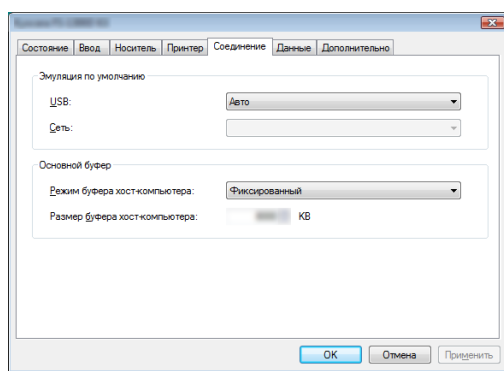 Состояние Ввод Носитель Принтер Соединение Данные Дополнительно
Эмуляция по умолчанию
USB: Авто
Сеть:
Основной буфер
Режим буфера хост-компьютера: Фиксированный
Размер буфера хост-компьютера: KB
OK Отмена Применить